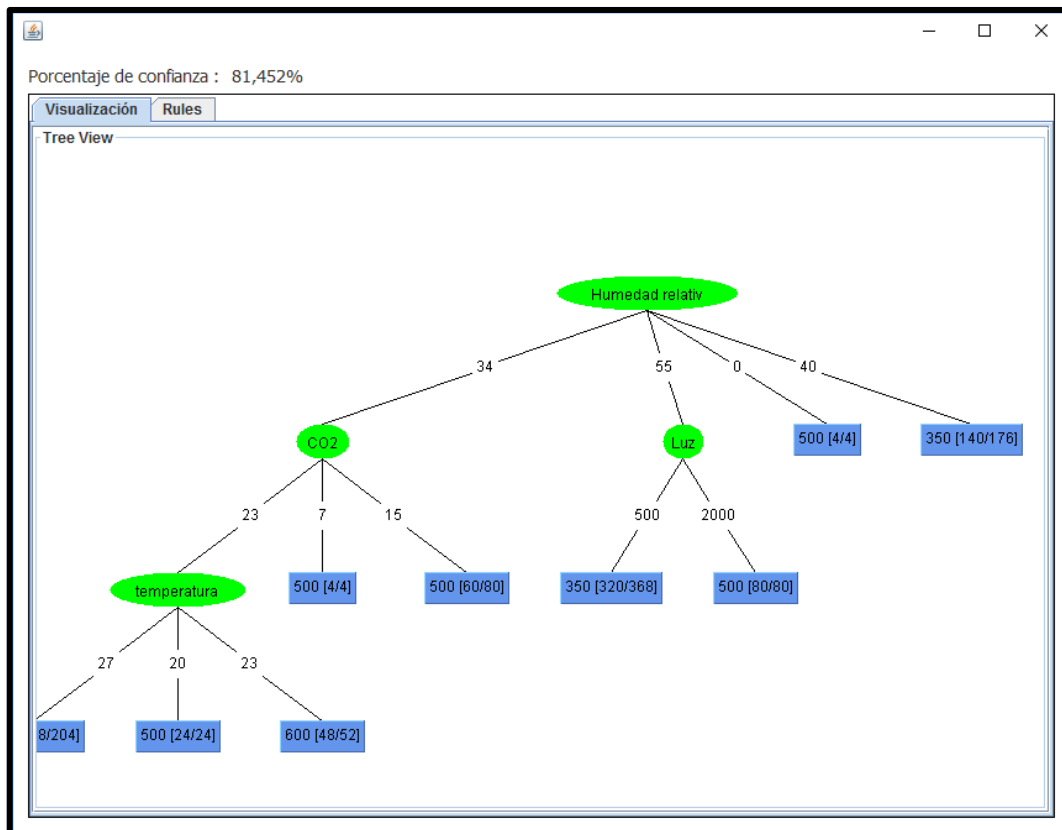 Porcentaje de confianza : 81,452%
Visualización Rules
Tree View
Humedad relativ
34 55 0 40
CO2 Luz 500 [4/4] 350 [140/176]
23 7 15 500 2000
temperatura 500 [4/4] 500 [60/80] 350 [320/368] 500 [80/80]
27 20 23
8/204] 500 [24/24] 600 [48/52]